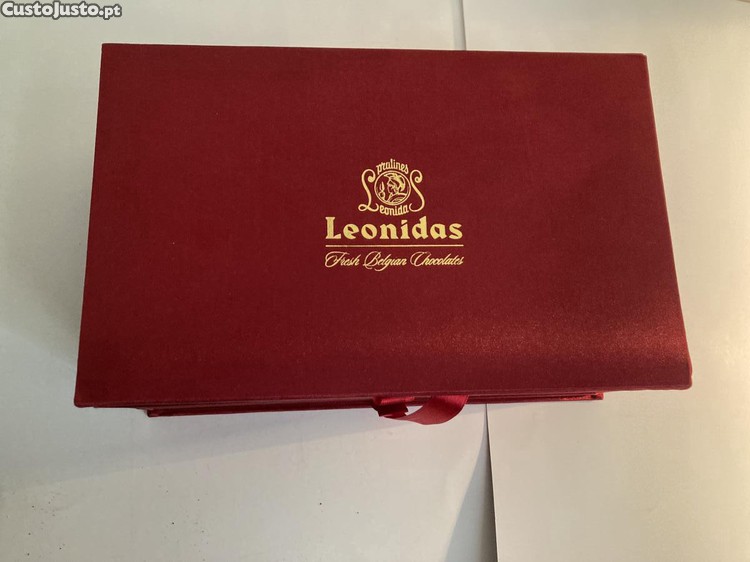 CustoJusto.pt
Pralines
Leonidas
Leonidas
Fresh Belgian Chocolates